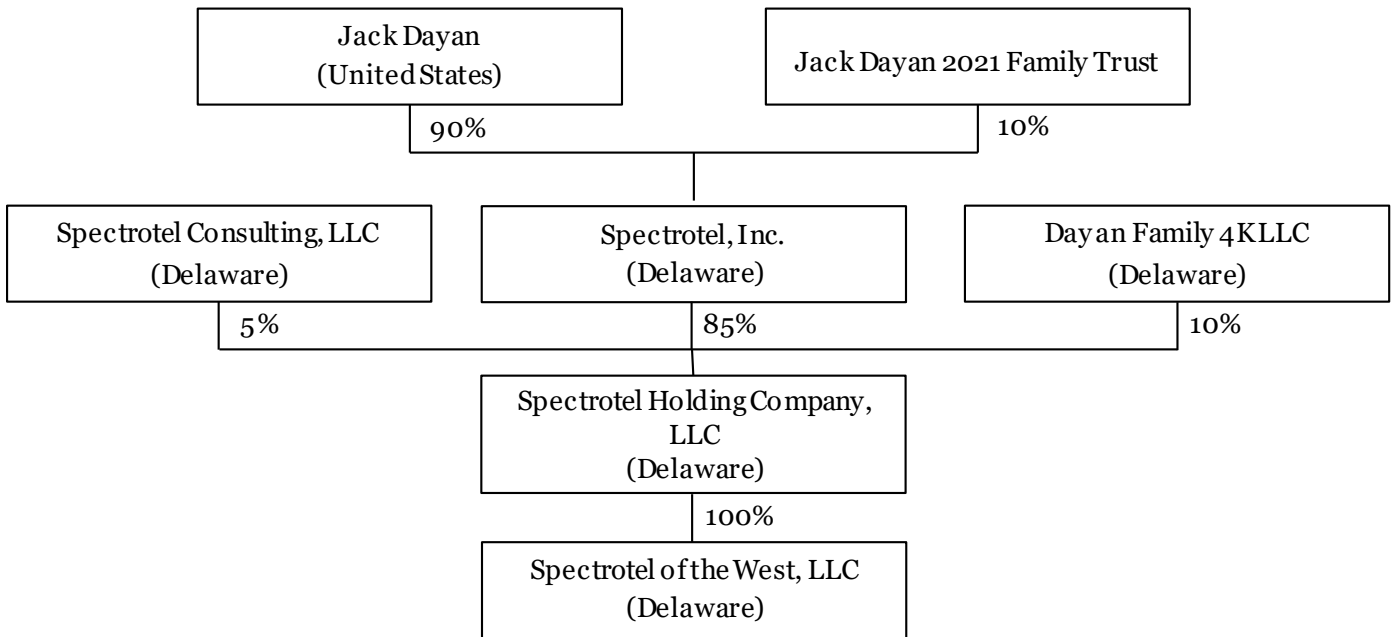 Jack Dayan
(United States)
Jack Dayan 2021 Family Trust
90%
10%
Spectrotel Consulting, LLC
(Delaware)
Spectrotel, Inc.
(Delaware)
Dayan Family 4K LLC
(Delaware)
5%
85%
10%
Spectrotel Holding Company,
LLC
(Delaware)
100%
Spectrotel of the West, LLC
(Delaware)